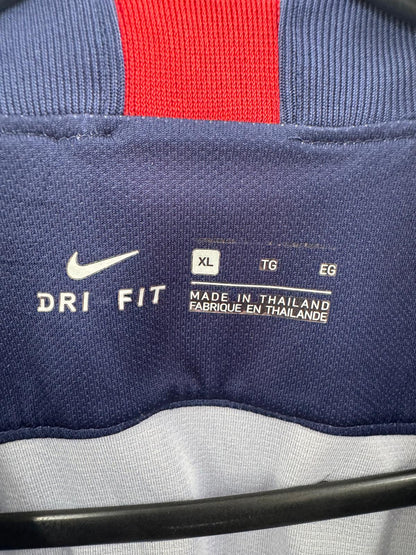 XL TG EG
DRI FIT
MADE IN THAILAND
FABRIQUE EN THAILANDE